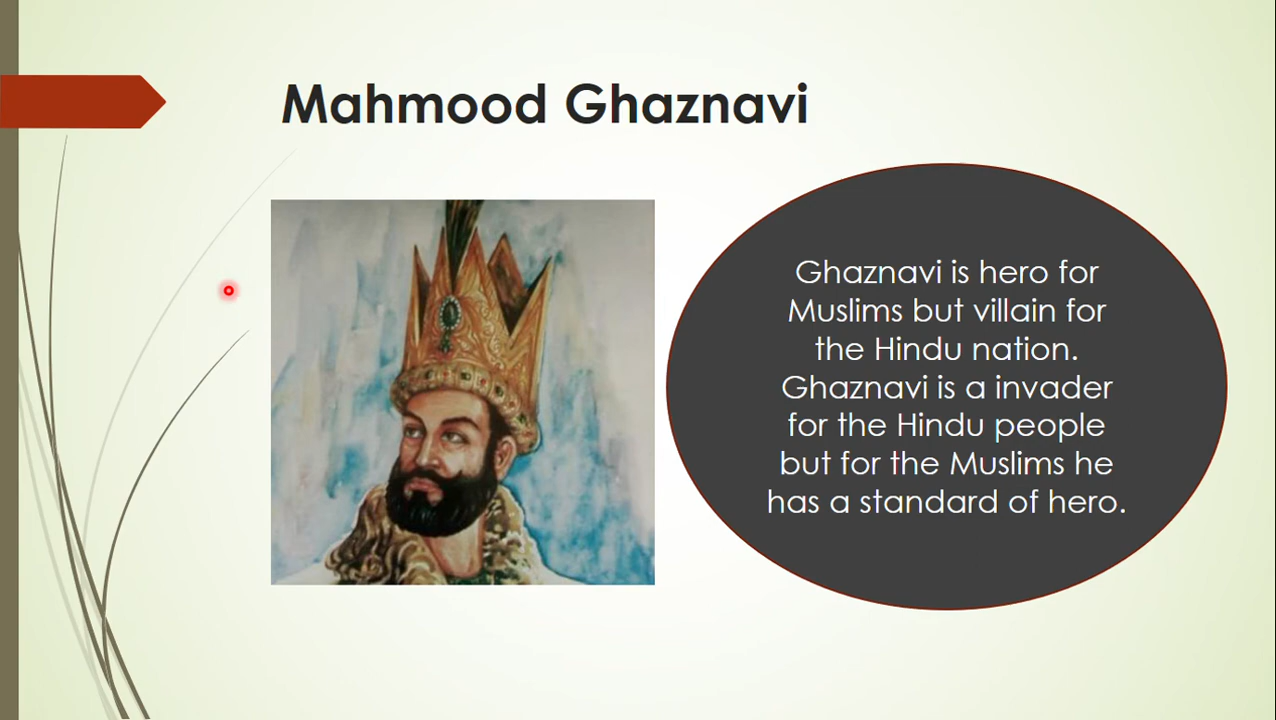 Mahmood Ghaznavi
Ghaznavi is hero for
Muslims but villain for
the Hindu nation.
Ghaznavi is a invader
for the Hindu people
but for the Muslims he
has a standard of hero.